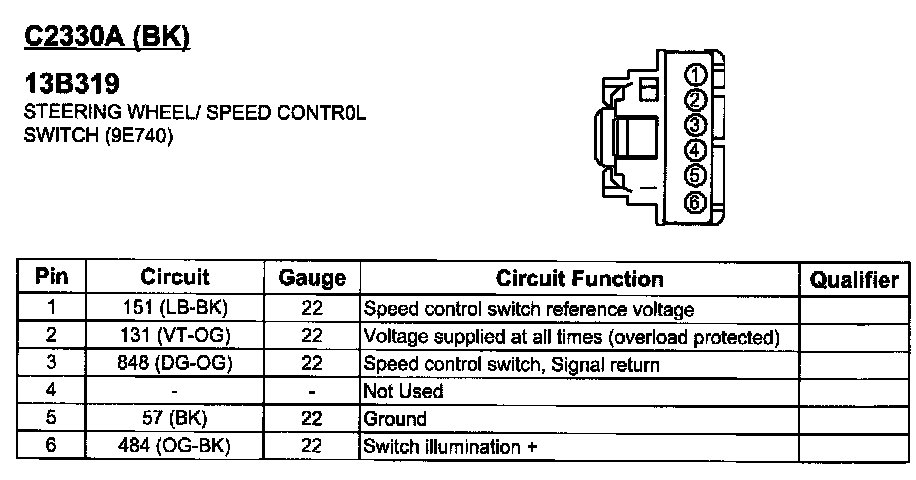 C2330A (BK)
13B319
STEERING WHEEL/ SPEED CONTROL
SWITCH (9E740)
1
2
3
4
5
6
Pin Circuit Gauge Circuit Function Qualifier
1 151 (LB-BK) 22 Speed control switch reference voltage
2 131 (VT-OG) 22 Voltage supplied at all times (overload protected)
3 848 (DG-OG) 22 Speed control switch, Signal return
4 - - Not Used
5 57 (BK) 22 Ground
6 484 (OG-BK) 22 Switch illumination +